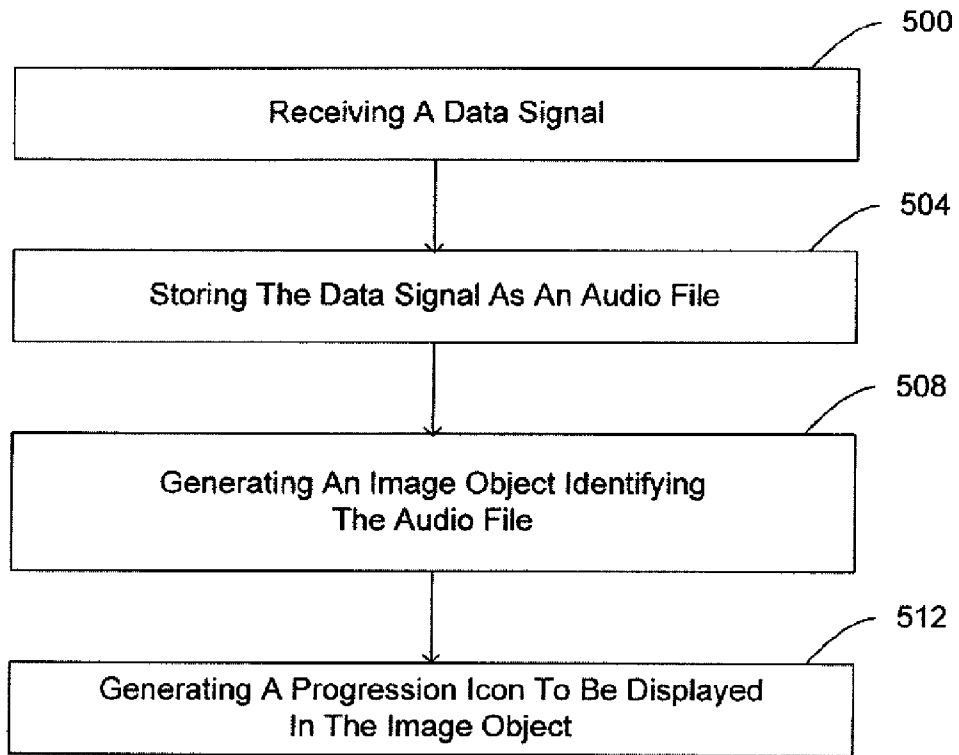 500
Receiving A Data Signal
504
Storing The Data Signal As An Audio File
508
Generating An Image Object Identifying
The Audio File
512
Generating A Progression Icon To Be Displayed
In The Image Object